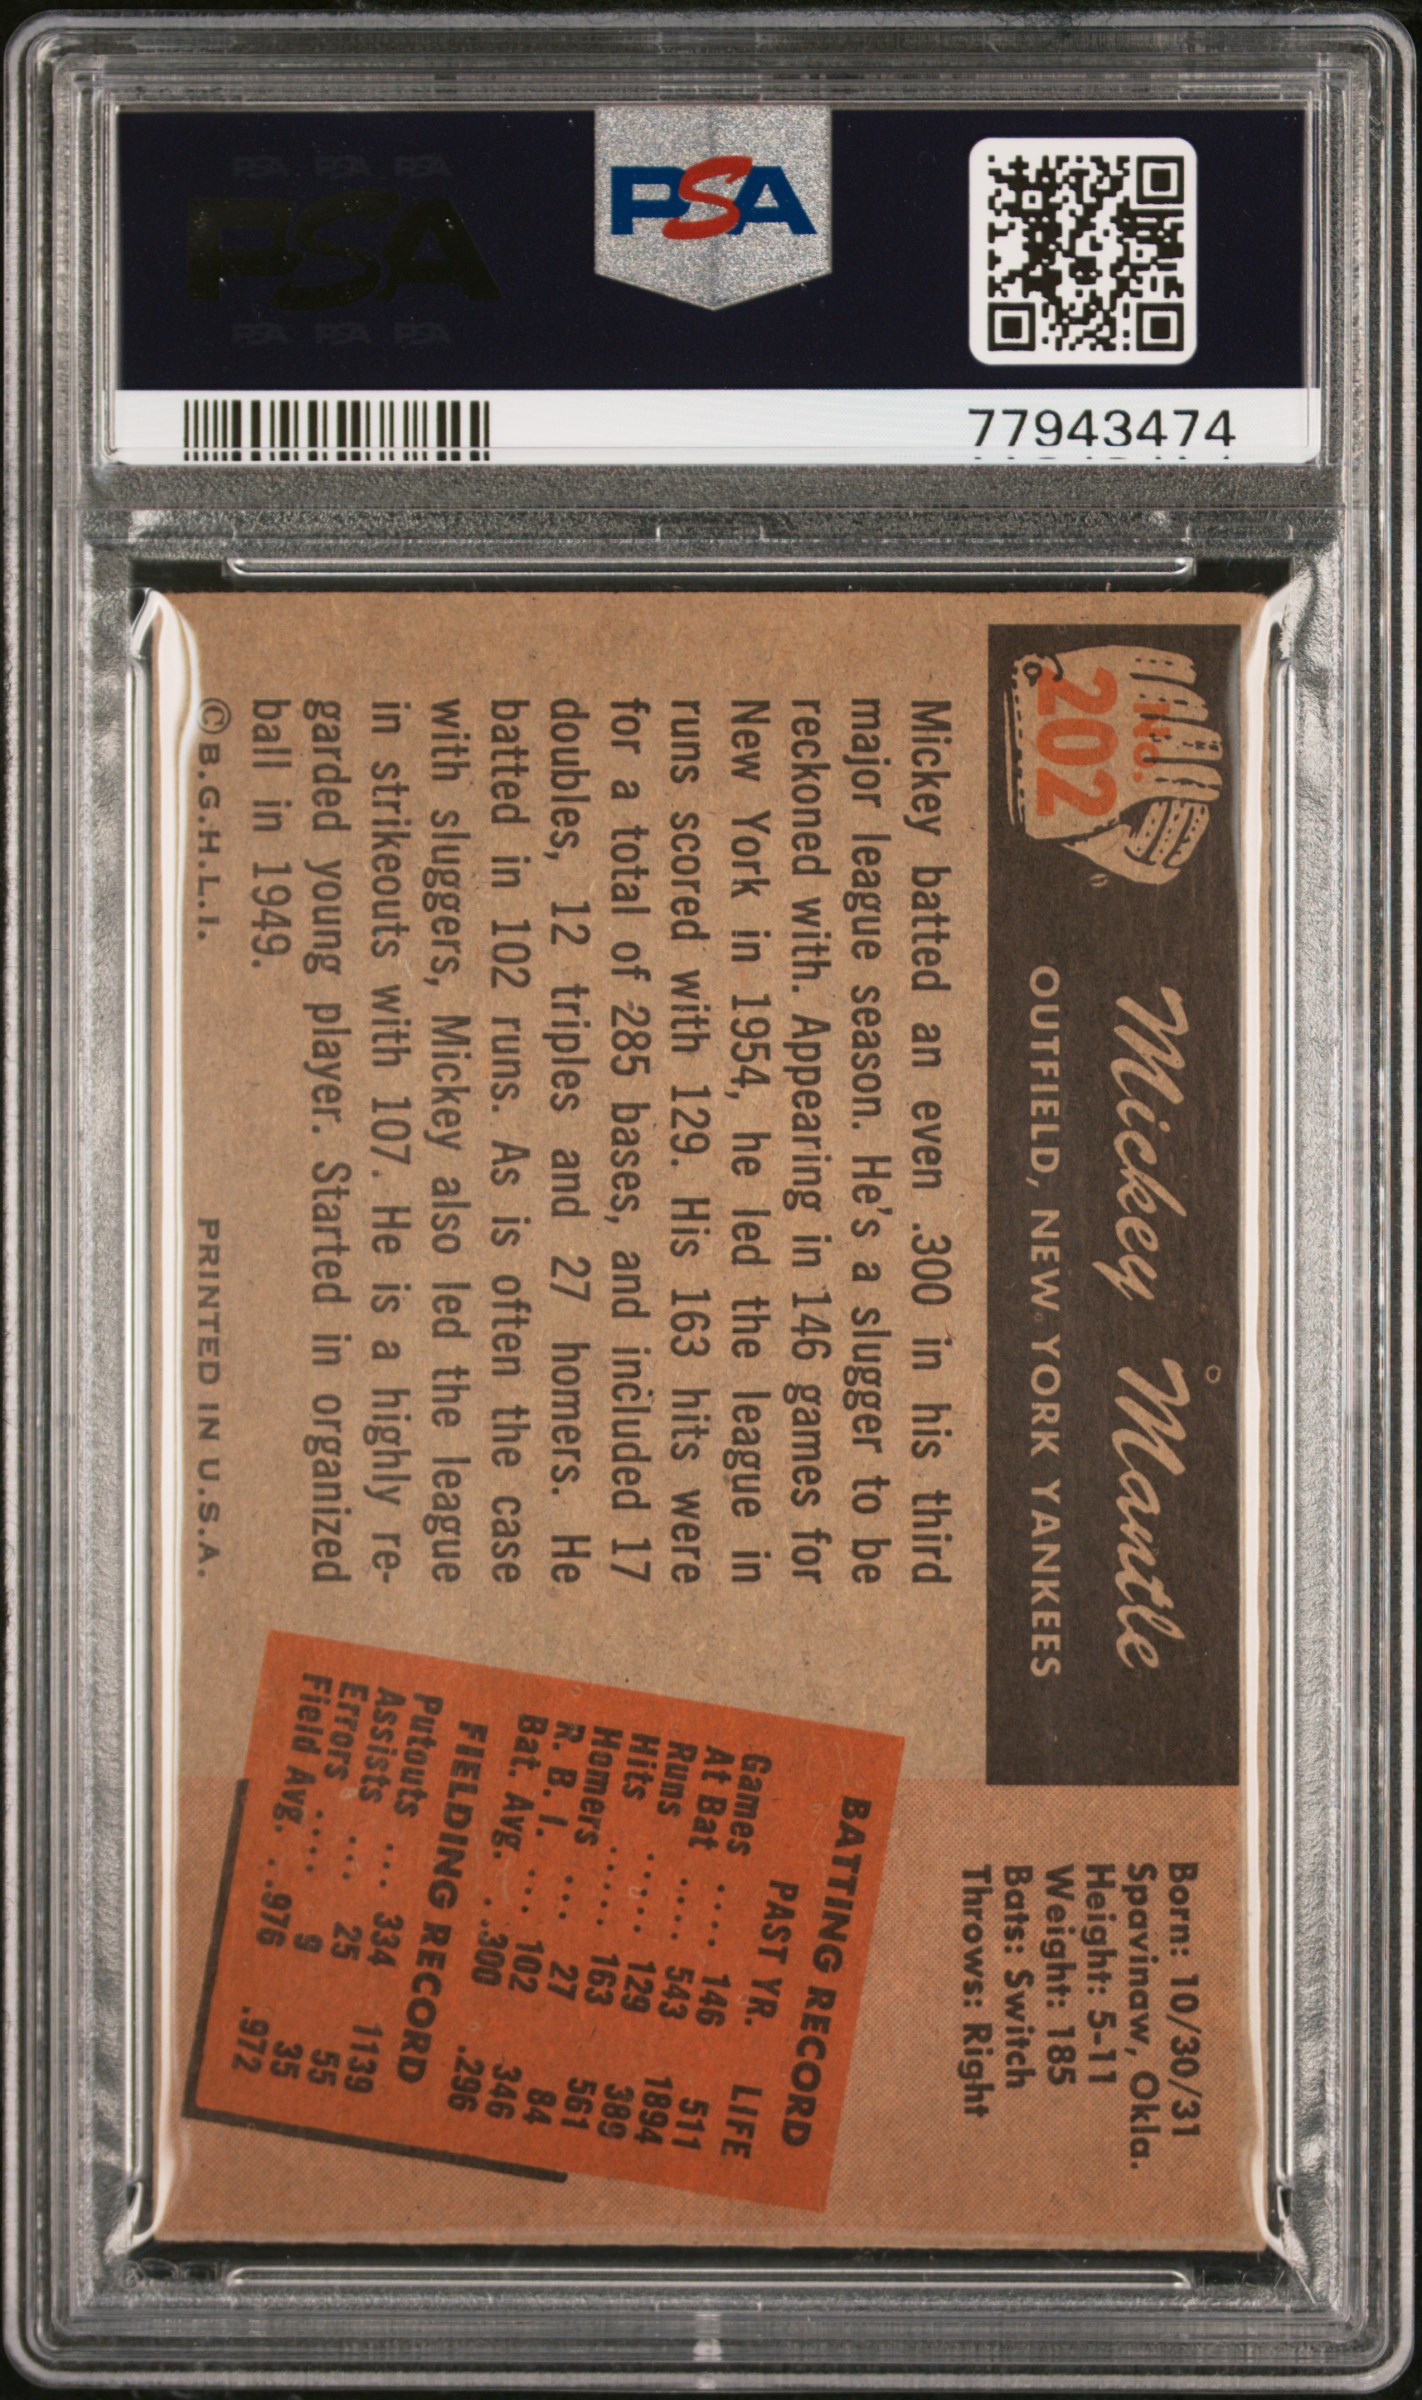 PSA PSA PSA
PSA
PSA PSA PSA
PSA
77943474
No.
202
Mickey Mantle
OUTFIELD, NEW YORK YANKEES
Born: 10/30/31
Spavinaw, Okla.
Height: 5-11
Weight: 185
Bats: Switch
Throws: Right
Mickey batted an even .300 in his third
major league season. He's a slugger to be
reckoned with. Appearing in 146 games for
New York in 1954, he led the league in
runs scored with 129. His 163 hits were
for a total of 285 bases, and included 17
doubles, 12 triples and 27 homers. He
batted in 102 runs. As is often the case
with sluggers, Mickey also led the league
in strikeouts with 107. He is a highly re-
garded young player. Started in organized
ball in 1949.
BATTING RECORD
PAST YR. LIFE
Games .... 146 511
At Bat .... 543 1894
Runs .... 129 389
Hits ..... 163 561
Homers ... 27 84
R. B. I. ... 102 346
Bat. Avg. . .300 .296
FIELDING RECORD
Putouts ... 334 1139
Assists ... 25 55
Errors .... 9 35
Field Avg. . .976 .972
© B.G.H.L.I. PRINTED IN U.S.A.